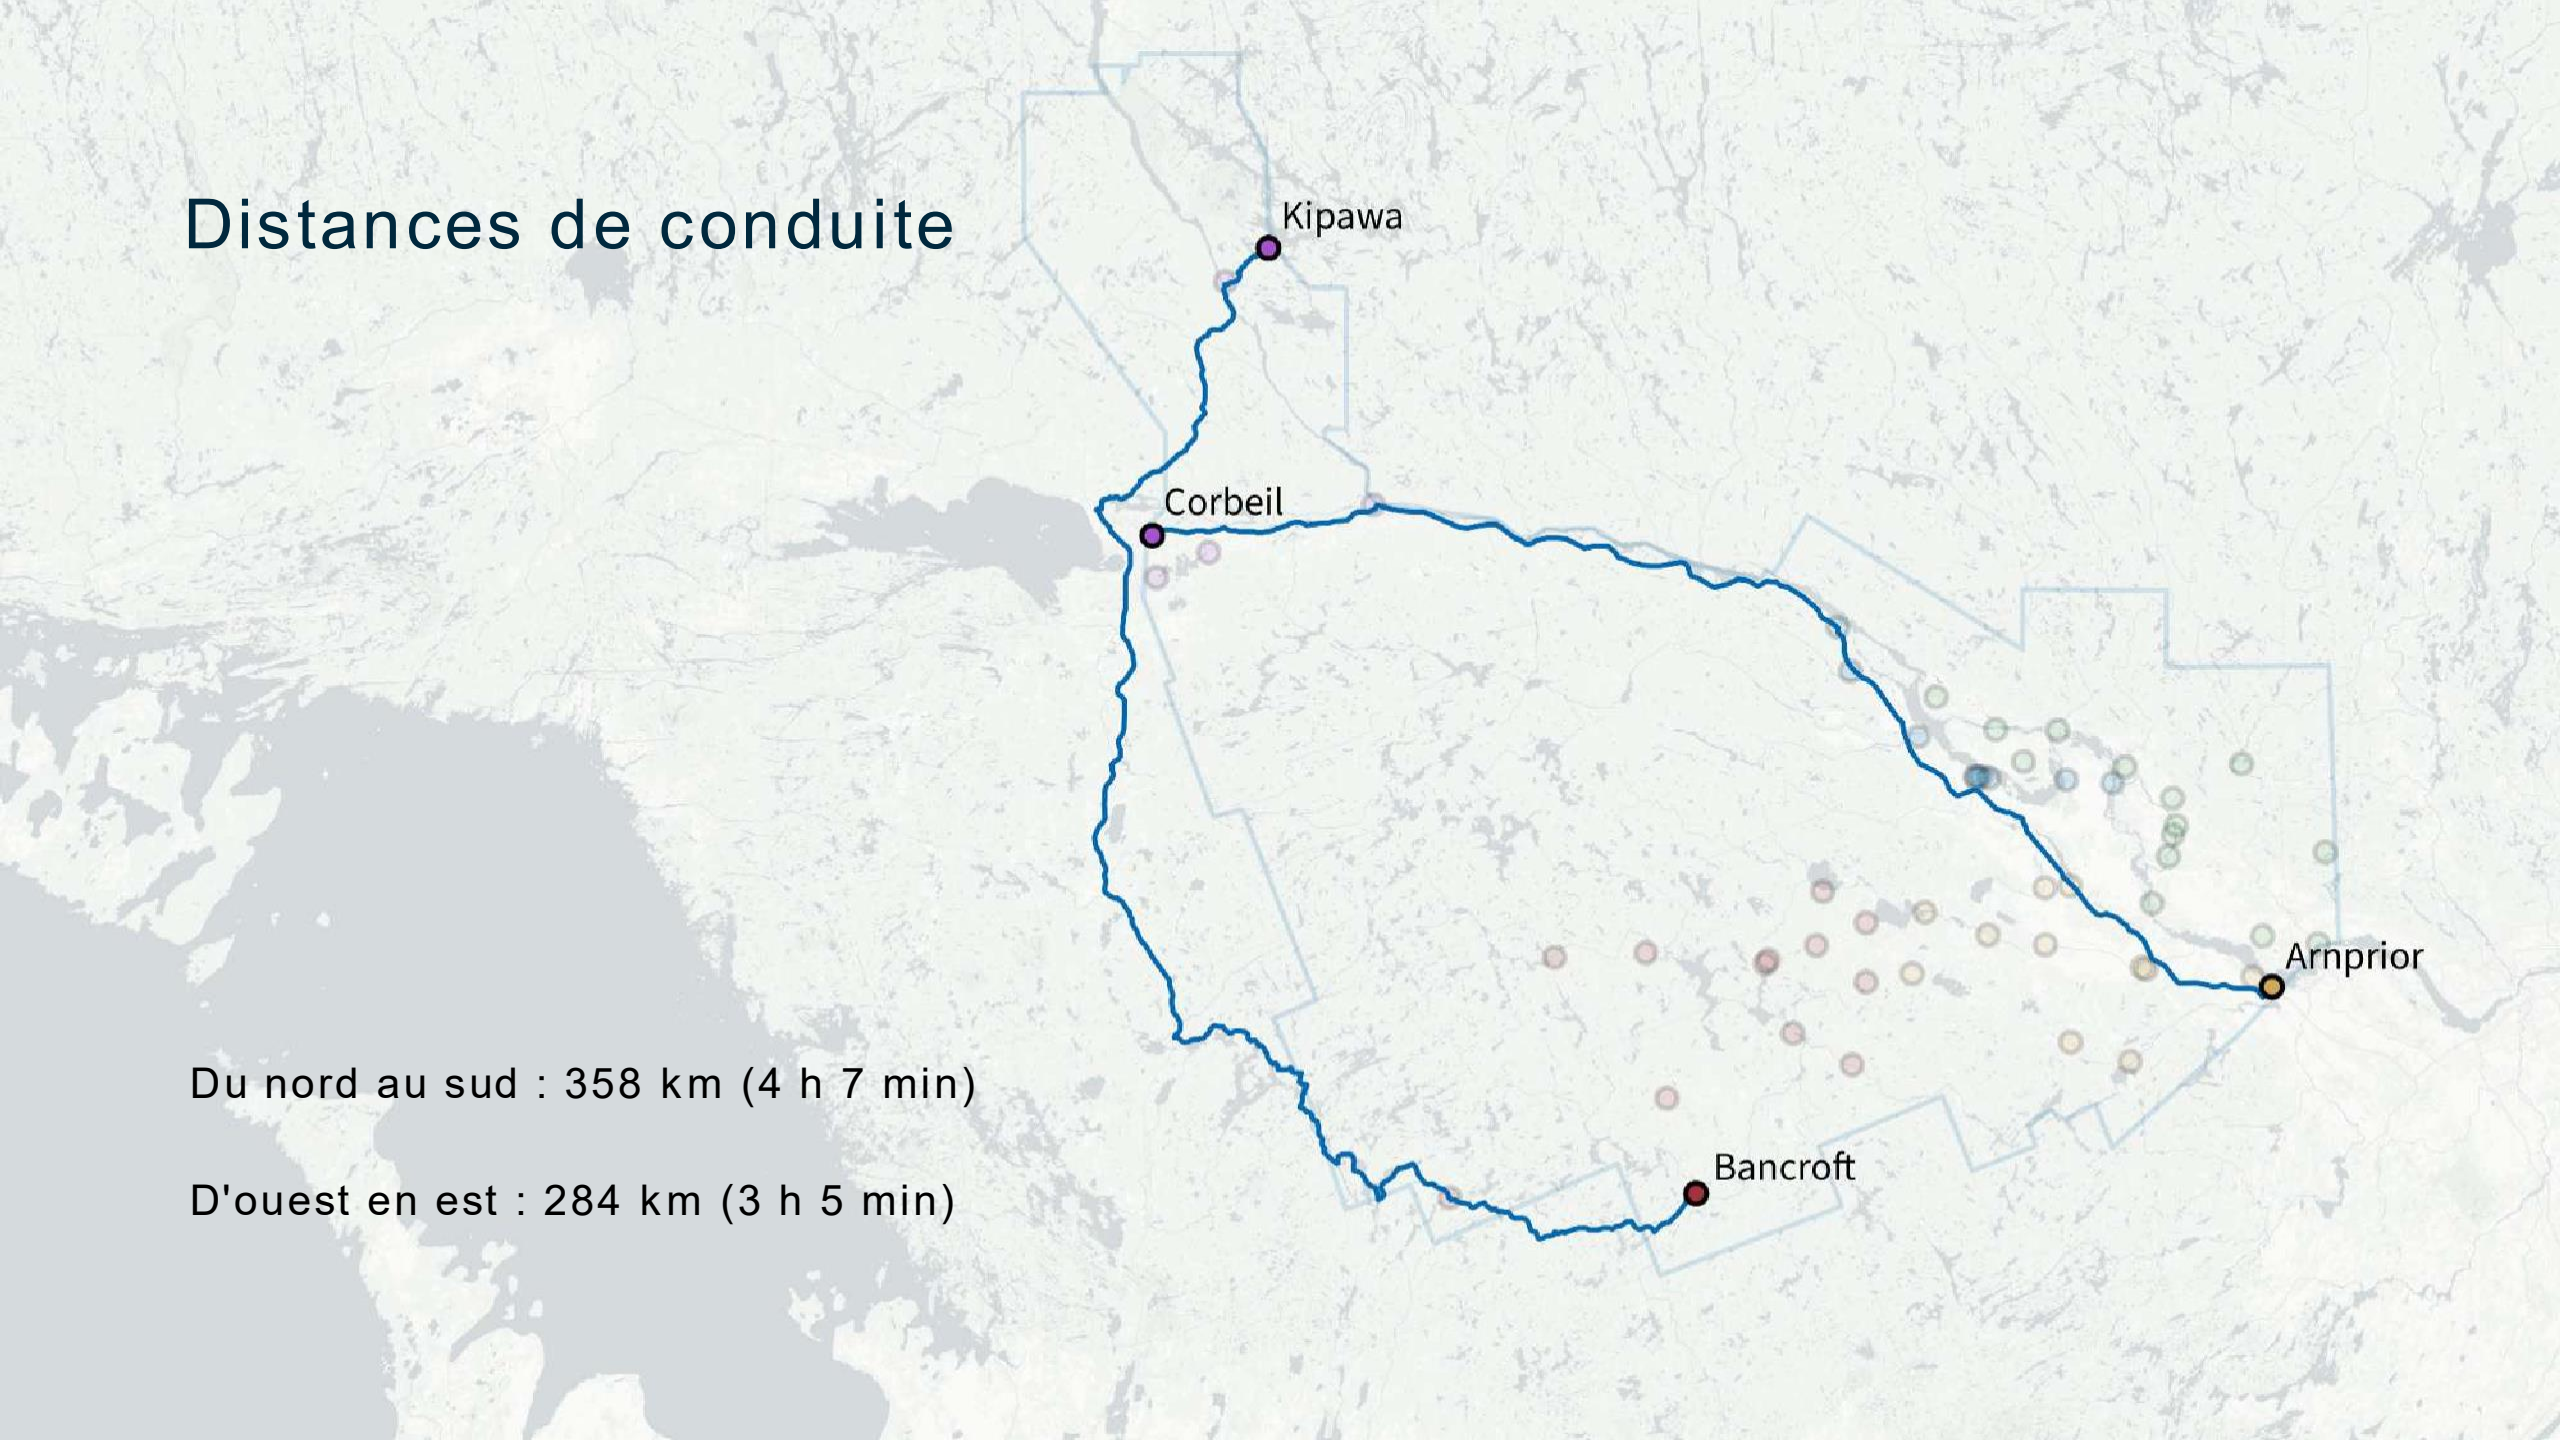 Distances de conduite
Kipawa
Corbeil
Arnprior
Bancroft
Du nord au sud : 358 km (4 h 7 min)
D'ouest en est : 284 km (3 h 5 min)